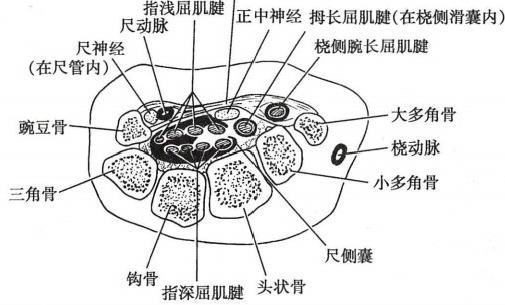 指浅屈肌腱
尺动脉
正中神经
拇长屈肌腱(在桡侧滑囊内)
尺神经
(在尺管内)
桡侧腕长屈肌腱
豌豆骨
大多角骨
桡动脉
三角骨
小多角骨
尺侧囊
钩骨
指深屈肌腱
头状骨